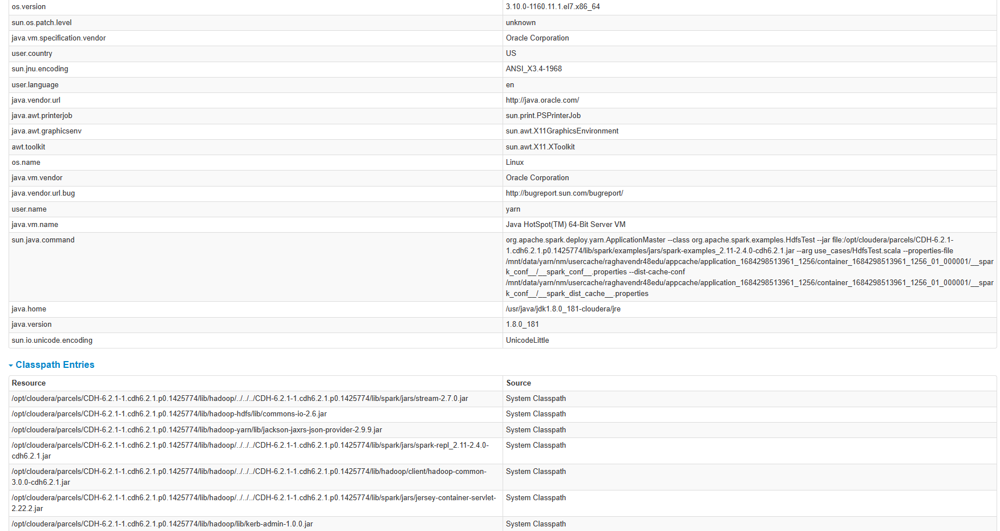 os.version 3.10.0-1160.11.1.el7.x86_64
sun.os.patch.level unknown
java.vm.specification.vendor Oracle Corporation
user.country US
sun.jnu.encoding ANSI_X3.4-1968
user.language en
java.vendor.url http://java.oracle.com/
java.awt.printerjob sun.print.PSPrinterJob
java.awt.graphicsenv sun.awt.X11GraphicsEnvironment
awt.toolkit sun.awt.X11.XToolkit
os.name Linux
java.vm.vendor Oracle Corporation
java.vendor.url.bug http://bugreport.sun.com/bugreport/
user.name yarn
java.vm.name Java HotSpot(TM) 64-Bit Server VM
sun.java.command org.apache.spark.deploy.yarn.ApplicationMaster --class org.apache.spark.examples.HdfsTest --jar file:/opt/cloudera/parcels/CDH-6.2.1-
1.cdh6.2.1.p0.1425774/lib/spark/examples/jars/spark-examples_2.11-2.4.0-cdh6.2.1.jar --arg use_cases/HdfsTest.scala --properties-file
/mnt/data/yarn/nm/usercache/raghavendr48edu/appcache/application_1684298513961_1256/container_1684298513961_1256_01_000001/__spar
k_conf__/__spark_conf__.properties --dist-cache-conf
/mnt/data/yarn/nm/usercache/raghavendr48edu/appcache/application_1684298513961_1256/container_1684298513961_1256_01_000001/__spar
k_conf__/__spark_dist_cache__.properties
java.home /usr/java/jdk1.8.0_181-cloudera/jre
java.version 1.8.0_181
sun.io.unicode.encoding UnicodeLittle
Classpath Entries
Resource Source
/opt/cloudera/parcels/CDH-6.2.1-1.cdh6.2.1.p0.1425774/lib/hadoop/../../../CDH-6.2.1-1.cdh6.2.1.p0.1425774/lib/spark/jars/stream-2.7.0.jar System Classpath
/opt/cloudera/parcels/CDH-6.2.1-1.cdh6.2.1.p0.1425774/lib/hadoop-hdfs/lib/commons-io-2.6.jar System Classpath
/opt/cloudera/parcels/CDH-6.2.1-1.cdh6.2.1.p0.1425774/lib/hadoop-yarn/lib/jackson-jaxrs-json-provider-2.9.9.jar System Classpath
/opt/cloudera/parcels/CDH-6.2.1-1.cdh6.2.1.p0.1425774/lib/hadoop/../../../CDH-6.2.1-1.cdh6.2.1.p0.1425774/lib/spark/jars/spark-repl_2.11-2.4.0- System Classpath
cdh6.2.1.jar
/opt/cloudera/parcels/CDH-6.2.1-1.cdh6.2.1.p0.1425774/lib/hadoop/../../../CDH-6.2.1-1.cdh6.2.1.p0.1425774/lib/hadoop/client/hadoop-common- System Classpath
3.0.0-cdh6.2.1.jar
/opt/cloudera/parcels/CDH-6.2.1-1.cdh6.2.1.p0.1425774/lib/hadoop/../../../CDH-6.2.1-1.cdh6.2.1.p0.1425774/lib/spark/jars/jersey-container-servlet- System Classpath
2.22.2.jar
/opt/cloudera/parcels/CDH-6.2.1-1.cdh6.2.1.p0.1425774/lib/hadoop/lib/kerb-admin-1.0.0.jar System Classpath